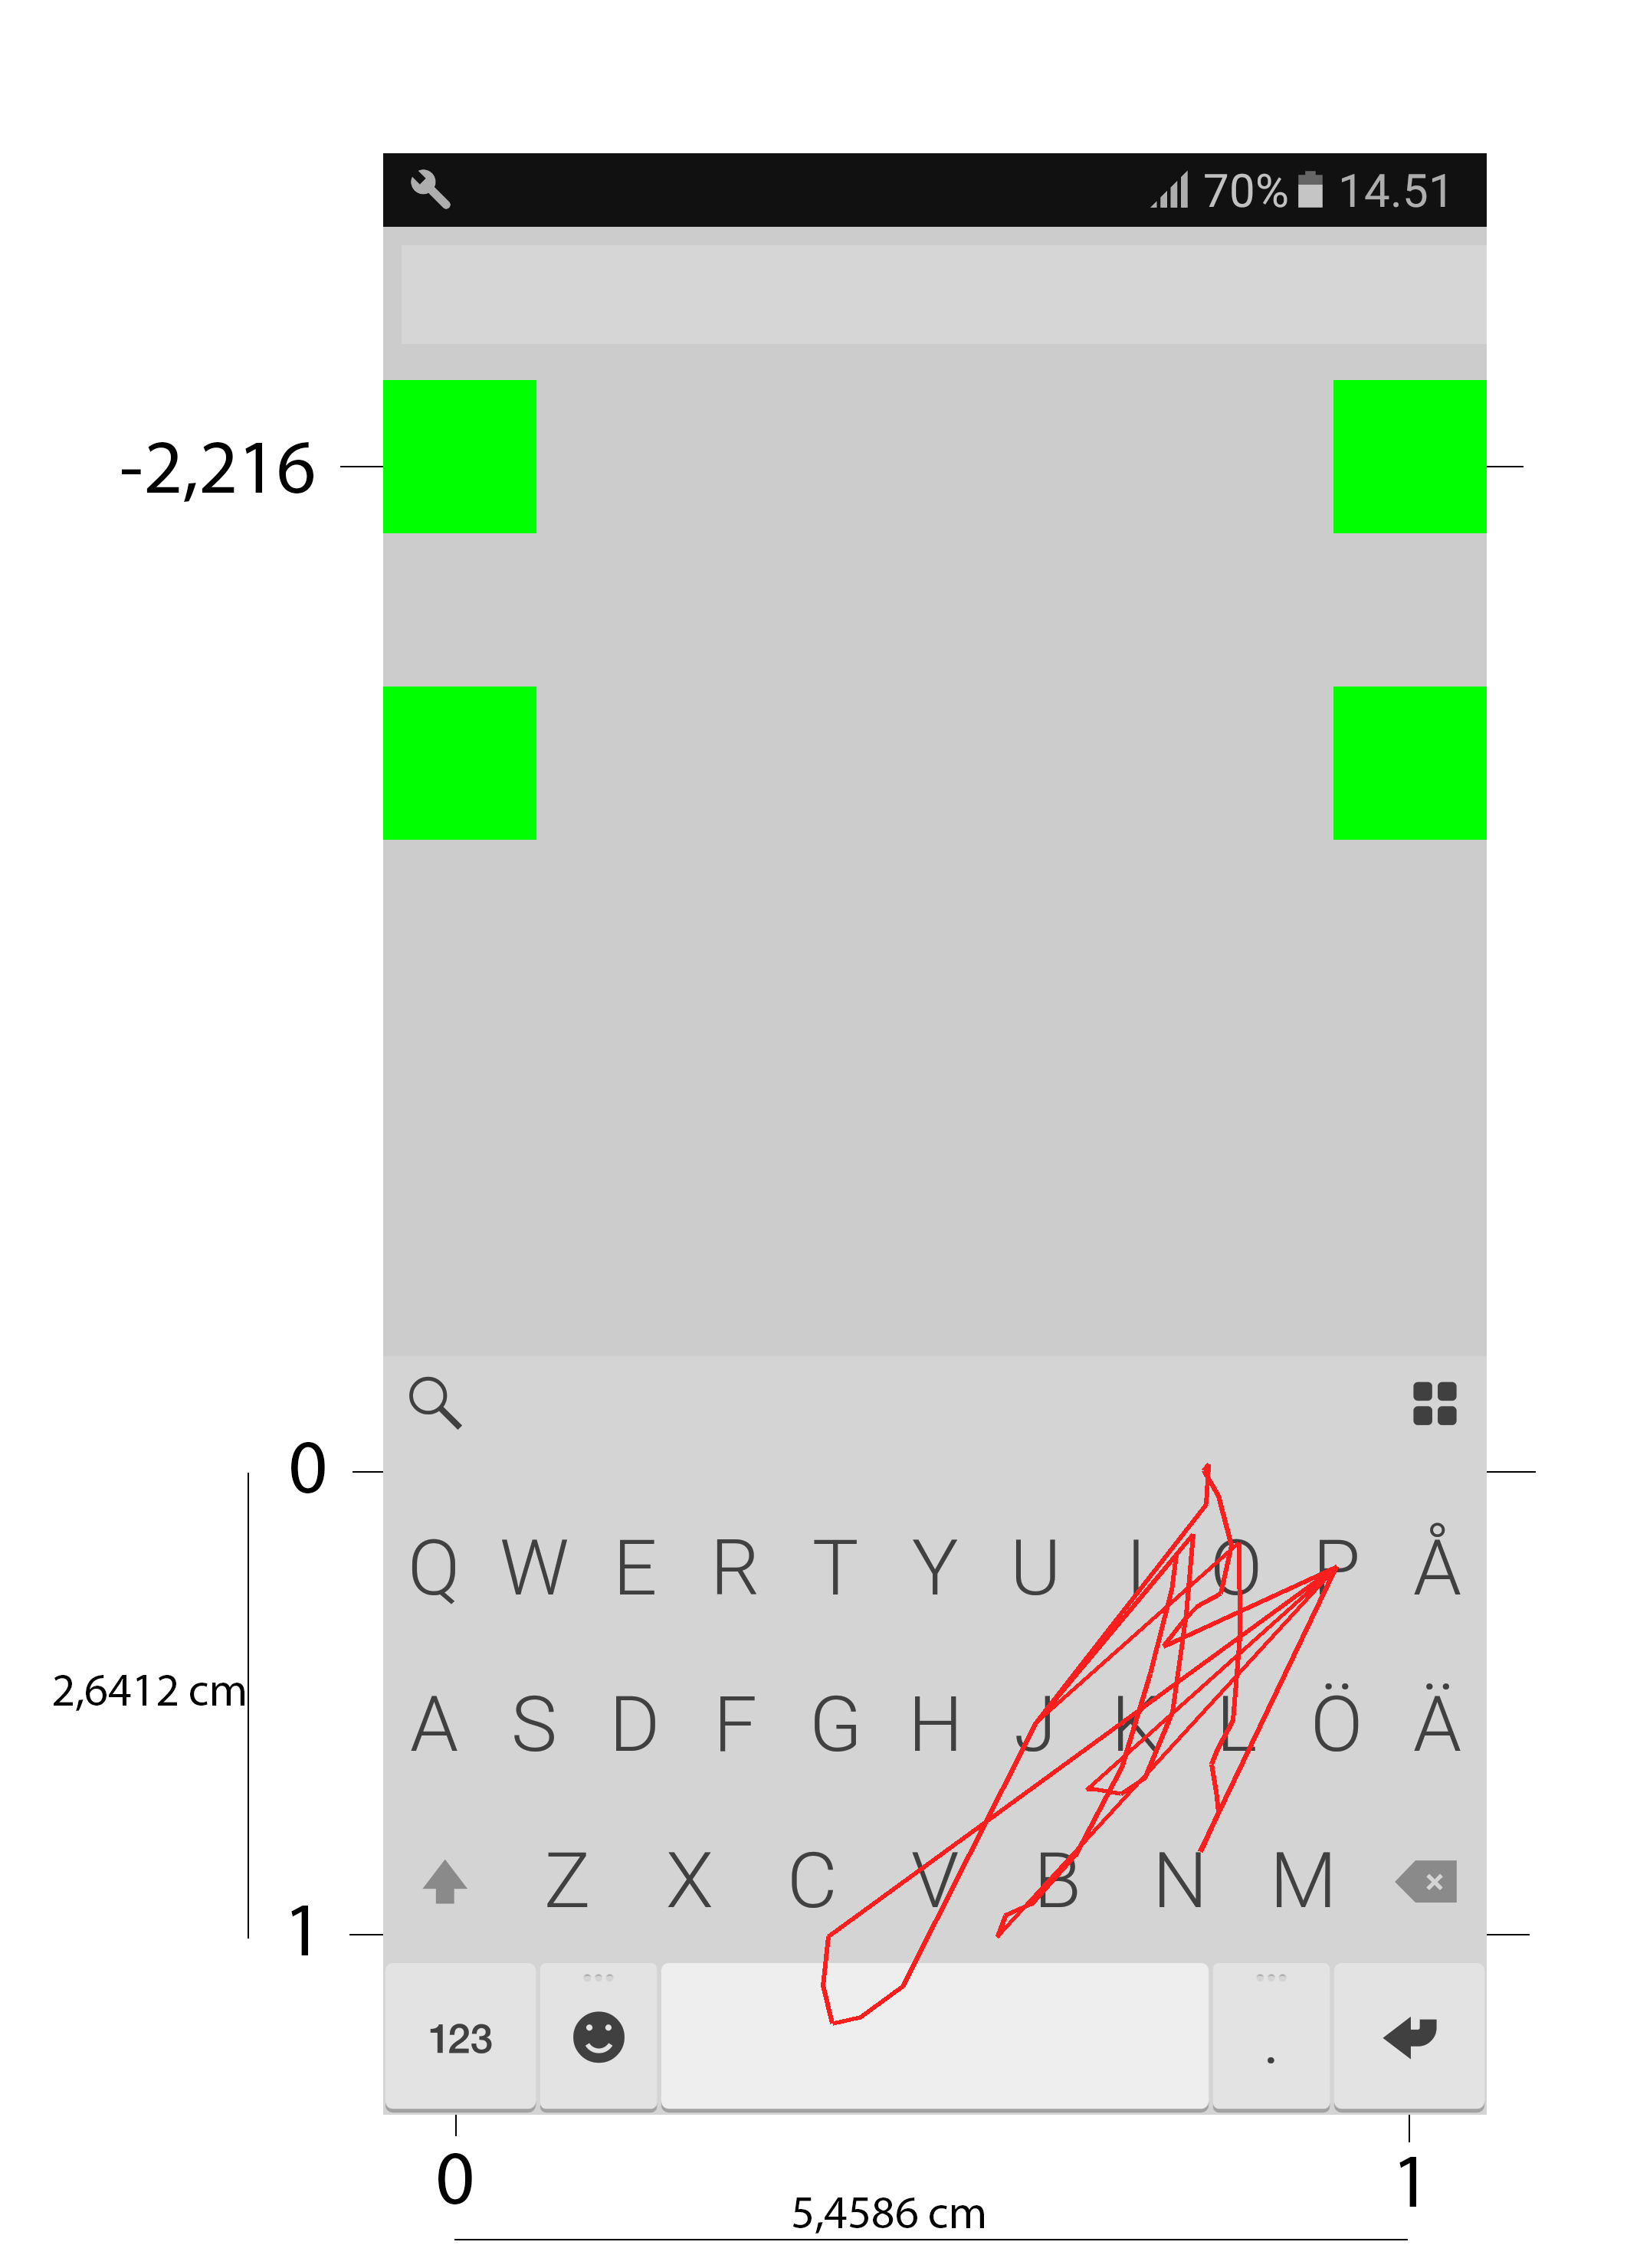 70% 14.51
-2,216
0
Q W E R T Y U I O P Å
2,6412 cm
A S D F G H J K L Ö Ä
Z X C V B N M
1
123 .
0 1
5,4586 cm